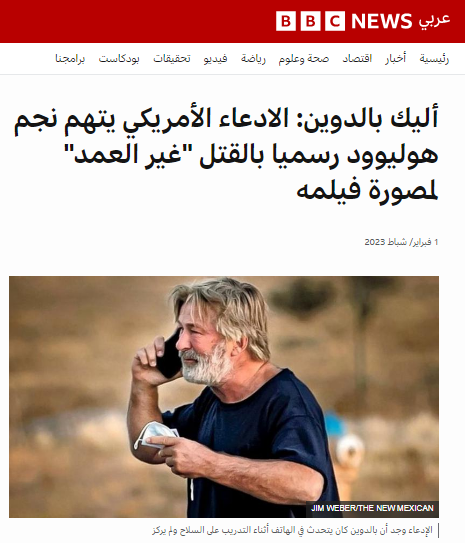 BBC NEWS عربي
رئيسية أخبار اقتصاد صحة وعلوم رياضة فيديو تحقيقات بودكاست برامجنا
أليك بالدوين: الادعاء الأمريكي يتهم نجم
هوليوود رسميا بالقتل "غير العمد"
لمصورة فيلمه
1 فبراير/ شباط 2023
JIM WEBER/THE NEW MEXICAN
الإدعاء وجد أن بالدوين كان يتحدث في الهاتف أثناء التدريب على السلاح ولم يركز